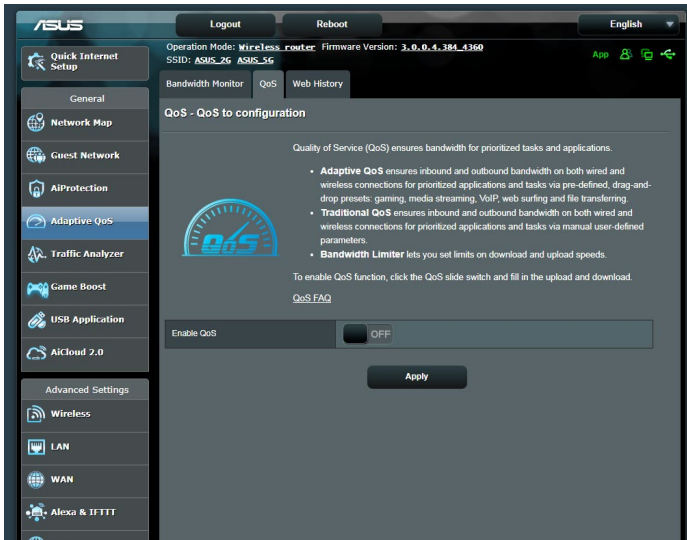 ASUS
Logout
Reboot
English
Quick Internet
Setup
Operation Mode: Wireless router Firmware Version: 3.0.0.4.384_4360
SSID: ASUS_2G ASUS_5G
App
Bandwidth Monitor
QoS
Web History
General
Network Map
Guest Network
AiProtection
Adaptive QoS
Traffic Analyzer
Game Boost
USB Application
AiCloud 2.0
Advanced Settings
Wireless
LAN
WAN
Alexa & IFTTT
QoS - QoS to configuration
Quality of Service (QoS) ensures bandwidth for prioritized tasks and applications.
• Adaptive QoS ensures inbound and outbound bandwidth on both wired and
wireless connections for prioritized applications and tasks via pre-defined, drag-and-
drop presets: gaming, media streaming, VoIP, web surfing and file transferring.
• Traditional QoS ensures inbound and outbound bandwidth on both wired and
wireless connections for prioritized applications and tasks via manual user-defined
parameters.
• Bandwidth Limiter lets you set limits on download and upload speeds.
QoS
To enable QoS function, click the QoS slide switch and fill in the upload and download.
QoS FAQ
Enable QoS
OFF
Apply